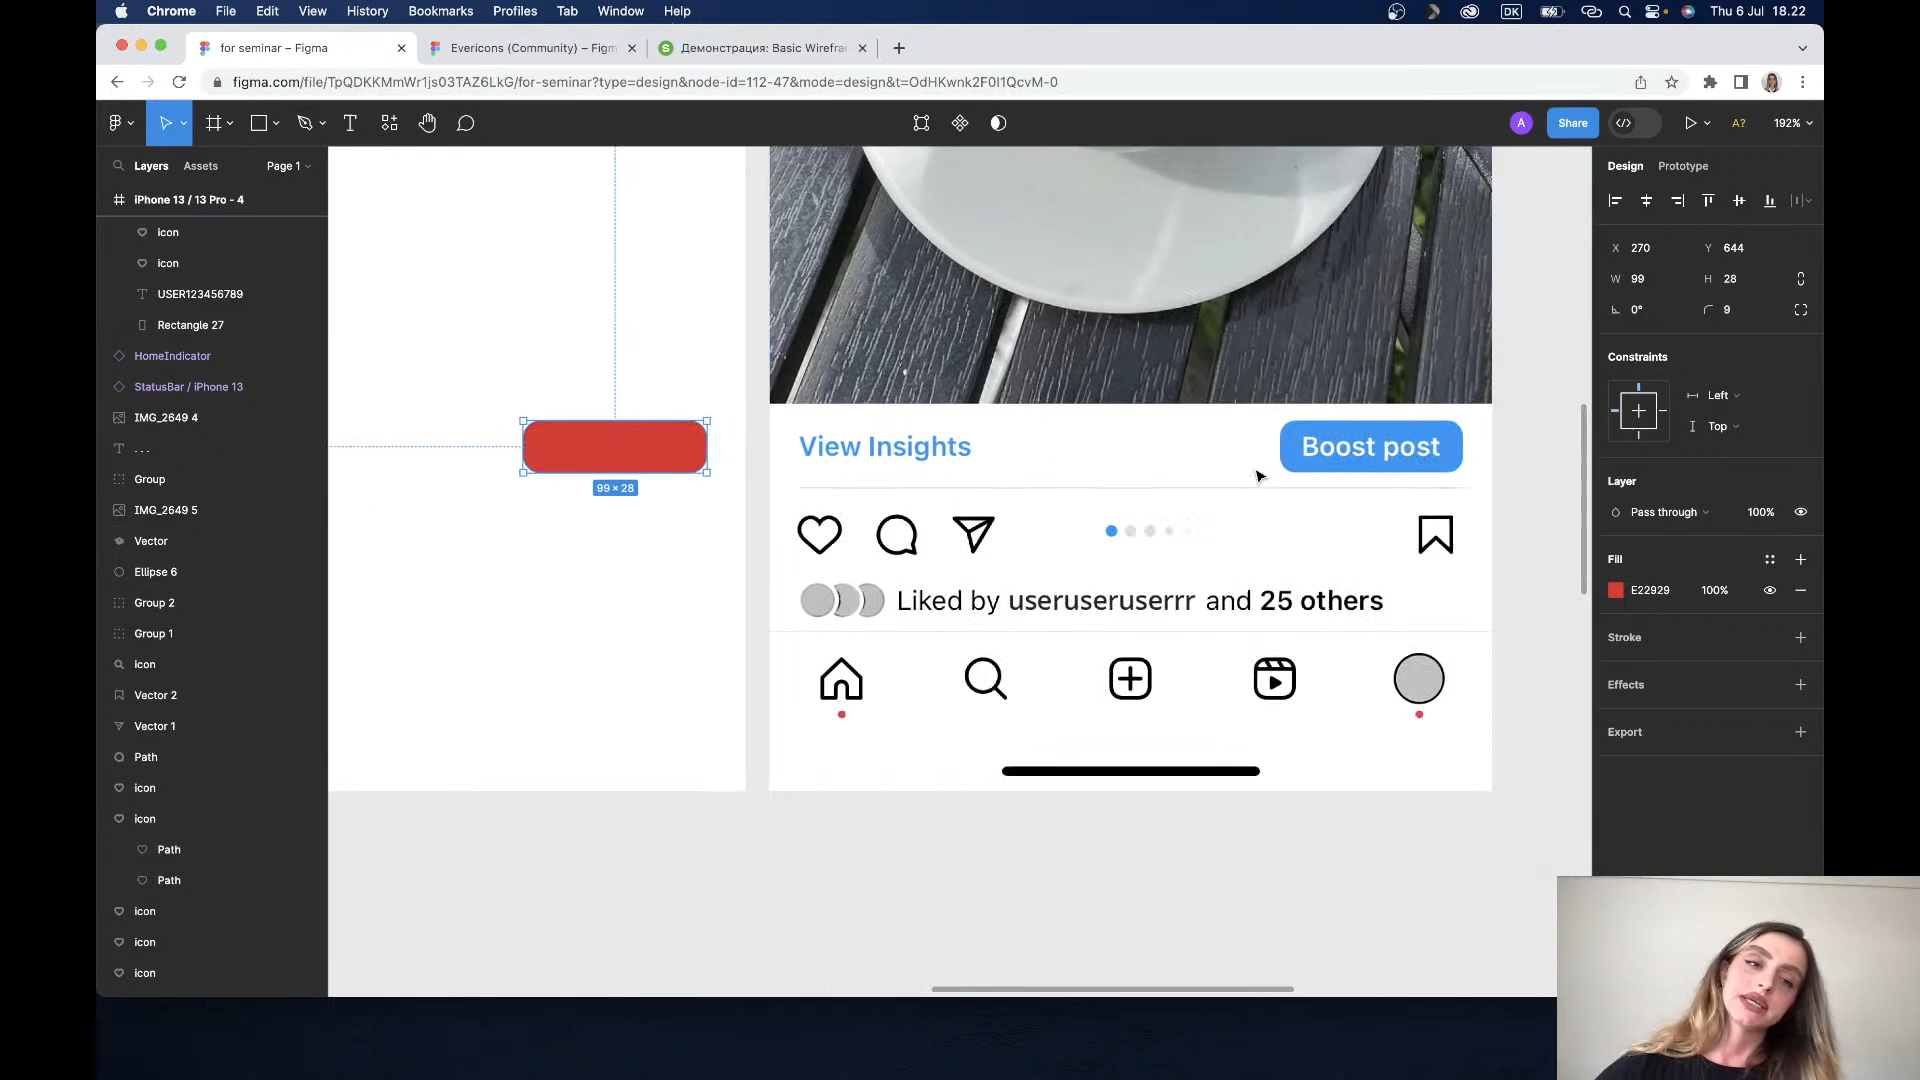 Chrome File Edit View History Bookmarks Profiles Tab Window Help DK Thu 6 Jul 18.22
for seminar – Figma Evericons (Community) – Figm Демонстрация: Basic Wirefra
figma.com/file/TpQDKKMmWr1js03TAZ6LkG/for-seminar?type=design&node-id=112-47&mode=design&t=OdHKwnk2F0I1QcvM-0
A Share A? 192%
Layers Assets Page 1
Design Prototype
iPhone 13 / 13 Pro - 4
icon
icon
USER123456789
Rectangle 27
HomeIndicator
StatusBar / iPhone 13
IMG_2649 4
. . .
Group
IMG_2649 5
Vector
Ellipse 6
Group 2
Group 1
icon
Vector 2
Vector 1
Path
icon
icon
Path
Path
icon
icon
icon
99 × 28
View Insights Boost post
Liked by useruseruserrr and 25 others
X 270 Y 644
W 99 H 28
0° 9
Constraints
Left
Top
Layer
Pass through 100%
Fill
E22929 100%
Stroke
Effects
Export